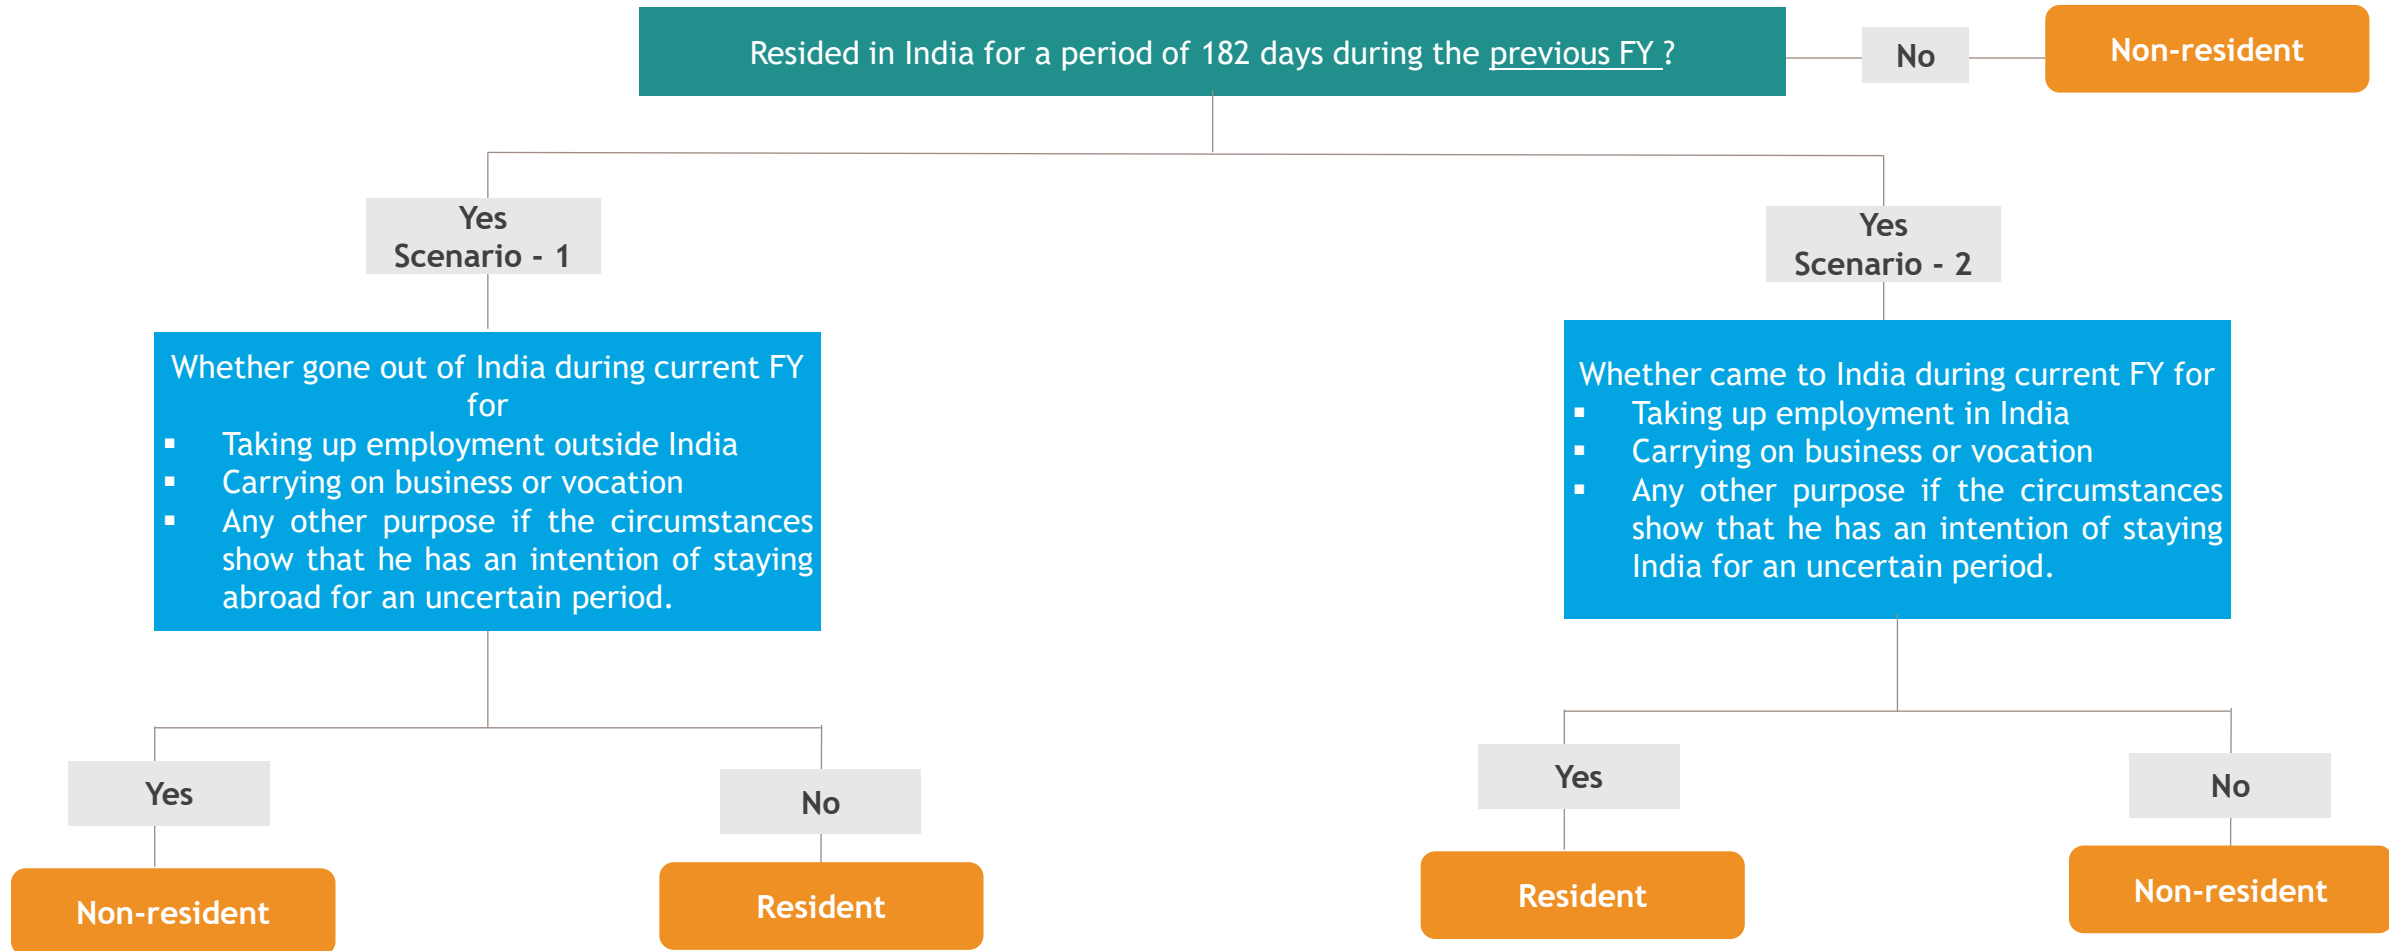 Resided in India for a period of 182 days during the previous FY ?
No
Non-resident
Yes
Scenario - 1
Yes
Scenario - 2
Whether gone out of India during current FY
for
▪ Taking up employment outside India
▪ Carrying on business or vocation
▪ Any other purpose if the circumstances
show that he has an intention of staying
abroad for an uncertain period.
Whether came to India during current FY for
▪ Taking up employment in India
▪ Carrying on business or vocation
▪ Any other purpose if the circumstances
show that he has an intention of staying
India for an uncertain period.
Yes
No
Yes
No
Non-resident
Resident
Resident
Non-resident